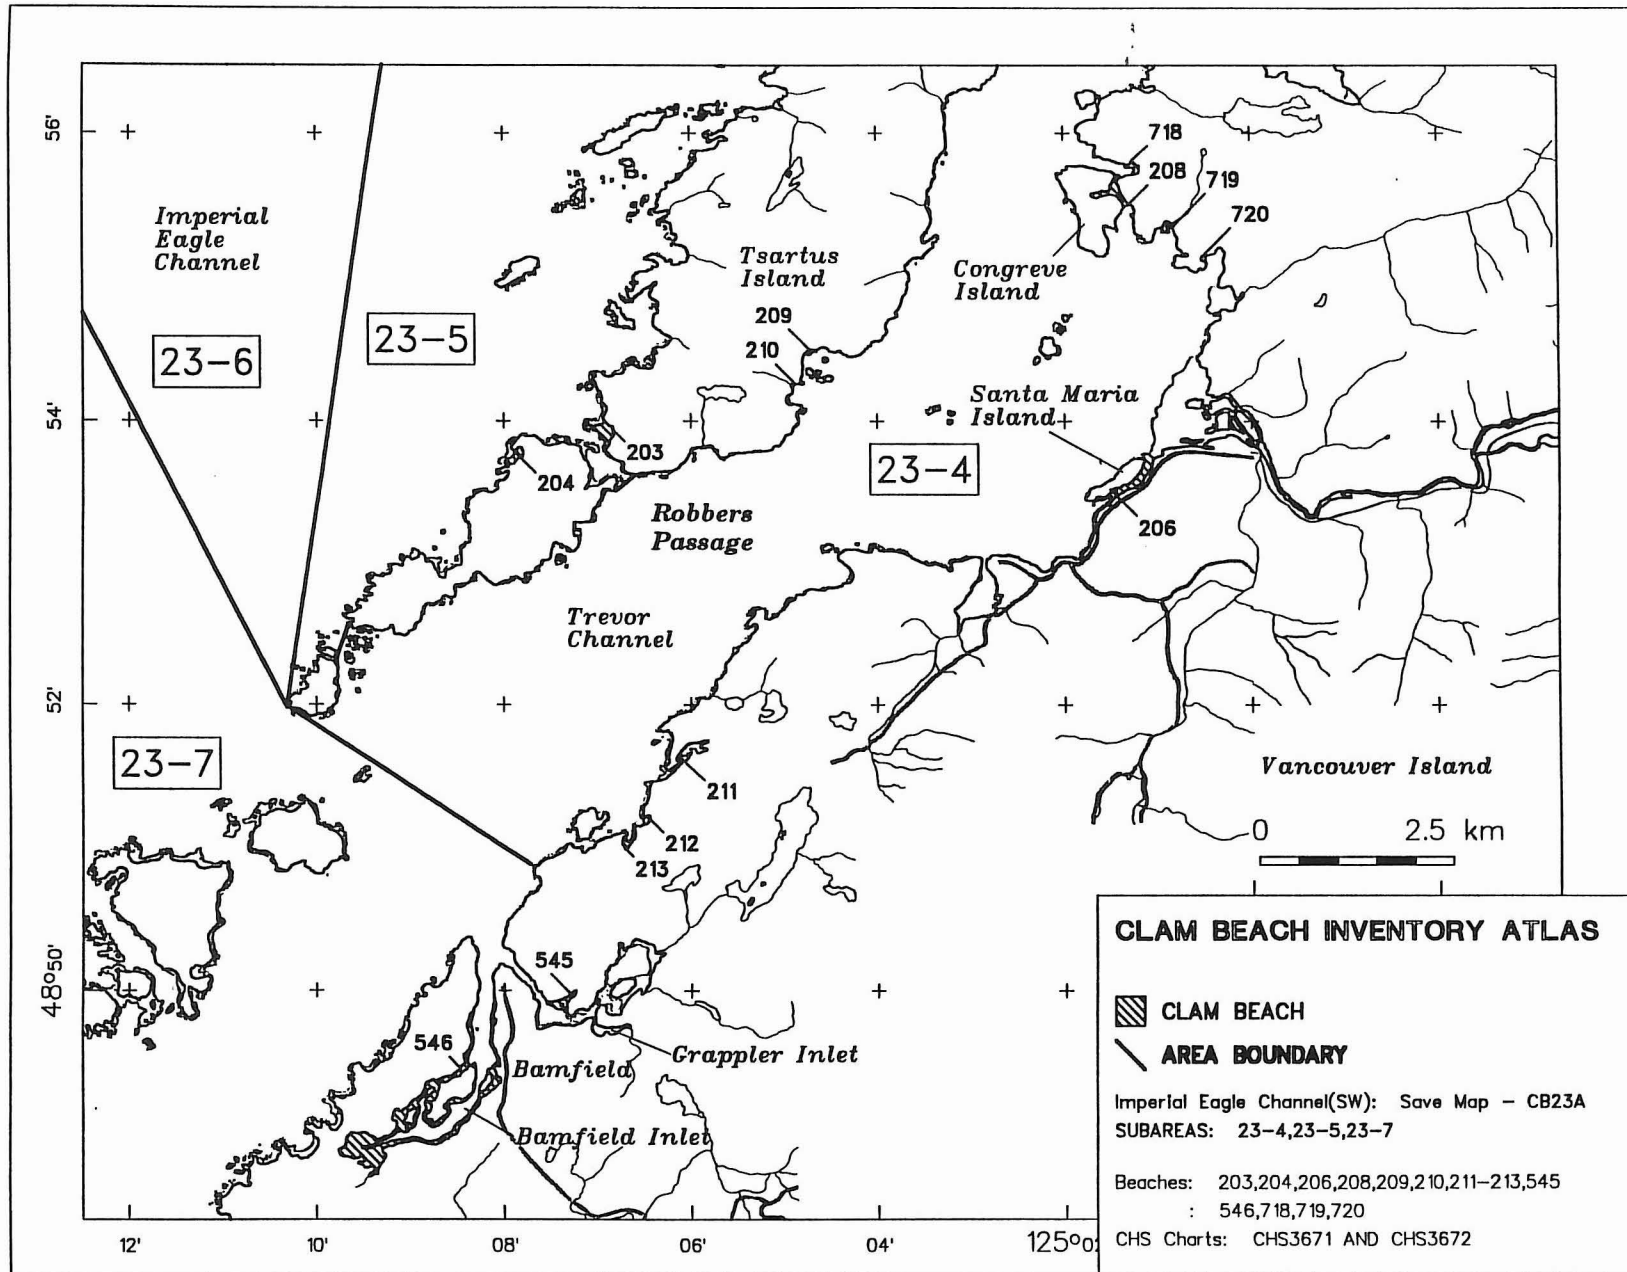 56'
54'
52'
48°50'
12'
10'
08'
06'
04'
125°02
Imperial
Eagle
Channel
23-6
23-5
23-4
23-7
Tsartus
Island
Congreve
Island
Santa Maria
Island
Robbers
Passage
Trevor
Channel
Vancouver Island
Grappler Inlet
Bamfield
Bamfield Inlet
718
208
719
720
209
210
203
204
206
211
212
213
545
546
0 2.5 km
CLAM BEACH INVENTORY ATLAS
CLAM BEACH
AREA BOUNDARY
Imperial Eagle Channel(SW): Save Map - CB23A
SUBAREAS: 23-4,23-5,23-7
Beaches: 203,204,206,208,209,210,211-213,545
: 546,718,719,720
CHS Charts: CHS3671 AND CHS3672